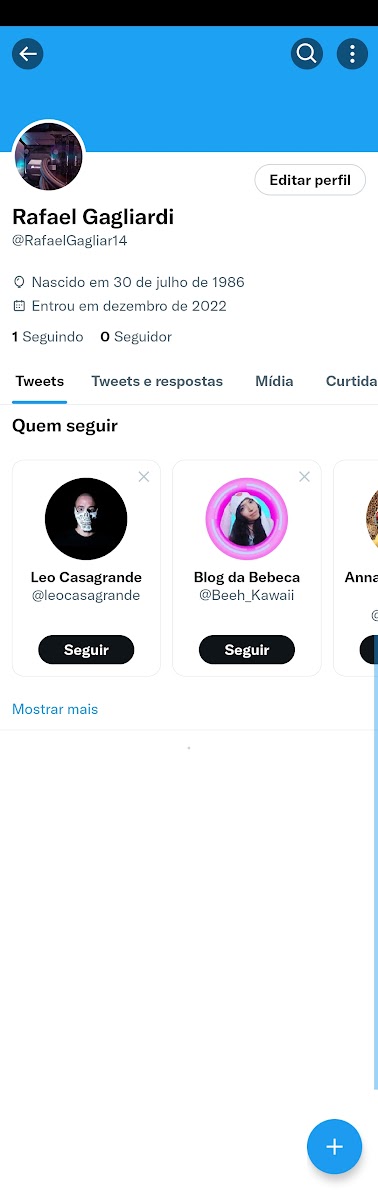 Editar perfil
Rafael Gagliardi
@RafaelGagliar14
Nascido em 30 de julho de 1986
Entrou em dezembro de 2022
1 Seguindo 0 Seguidor
Tweets Tweets e respostas Mídia Curtida
Quem seguir
Leo Casagrande
@leocasagrande
Seguir
Blog da Bebeca
@Beeh_Kawaii
Seguir
Anna
@
Mostrar mais